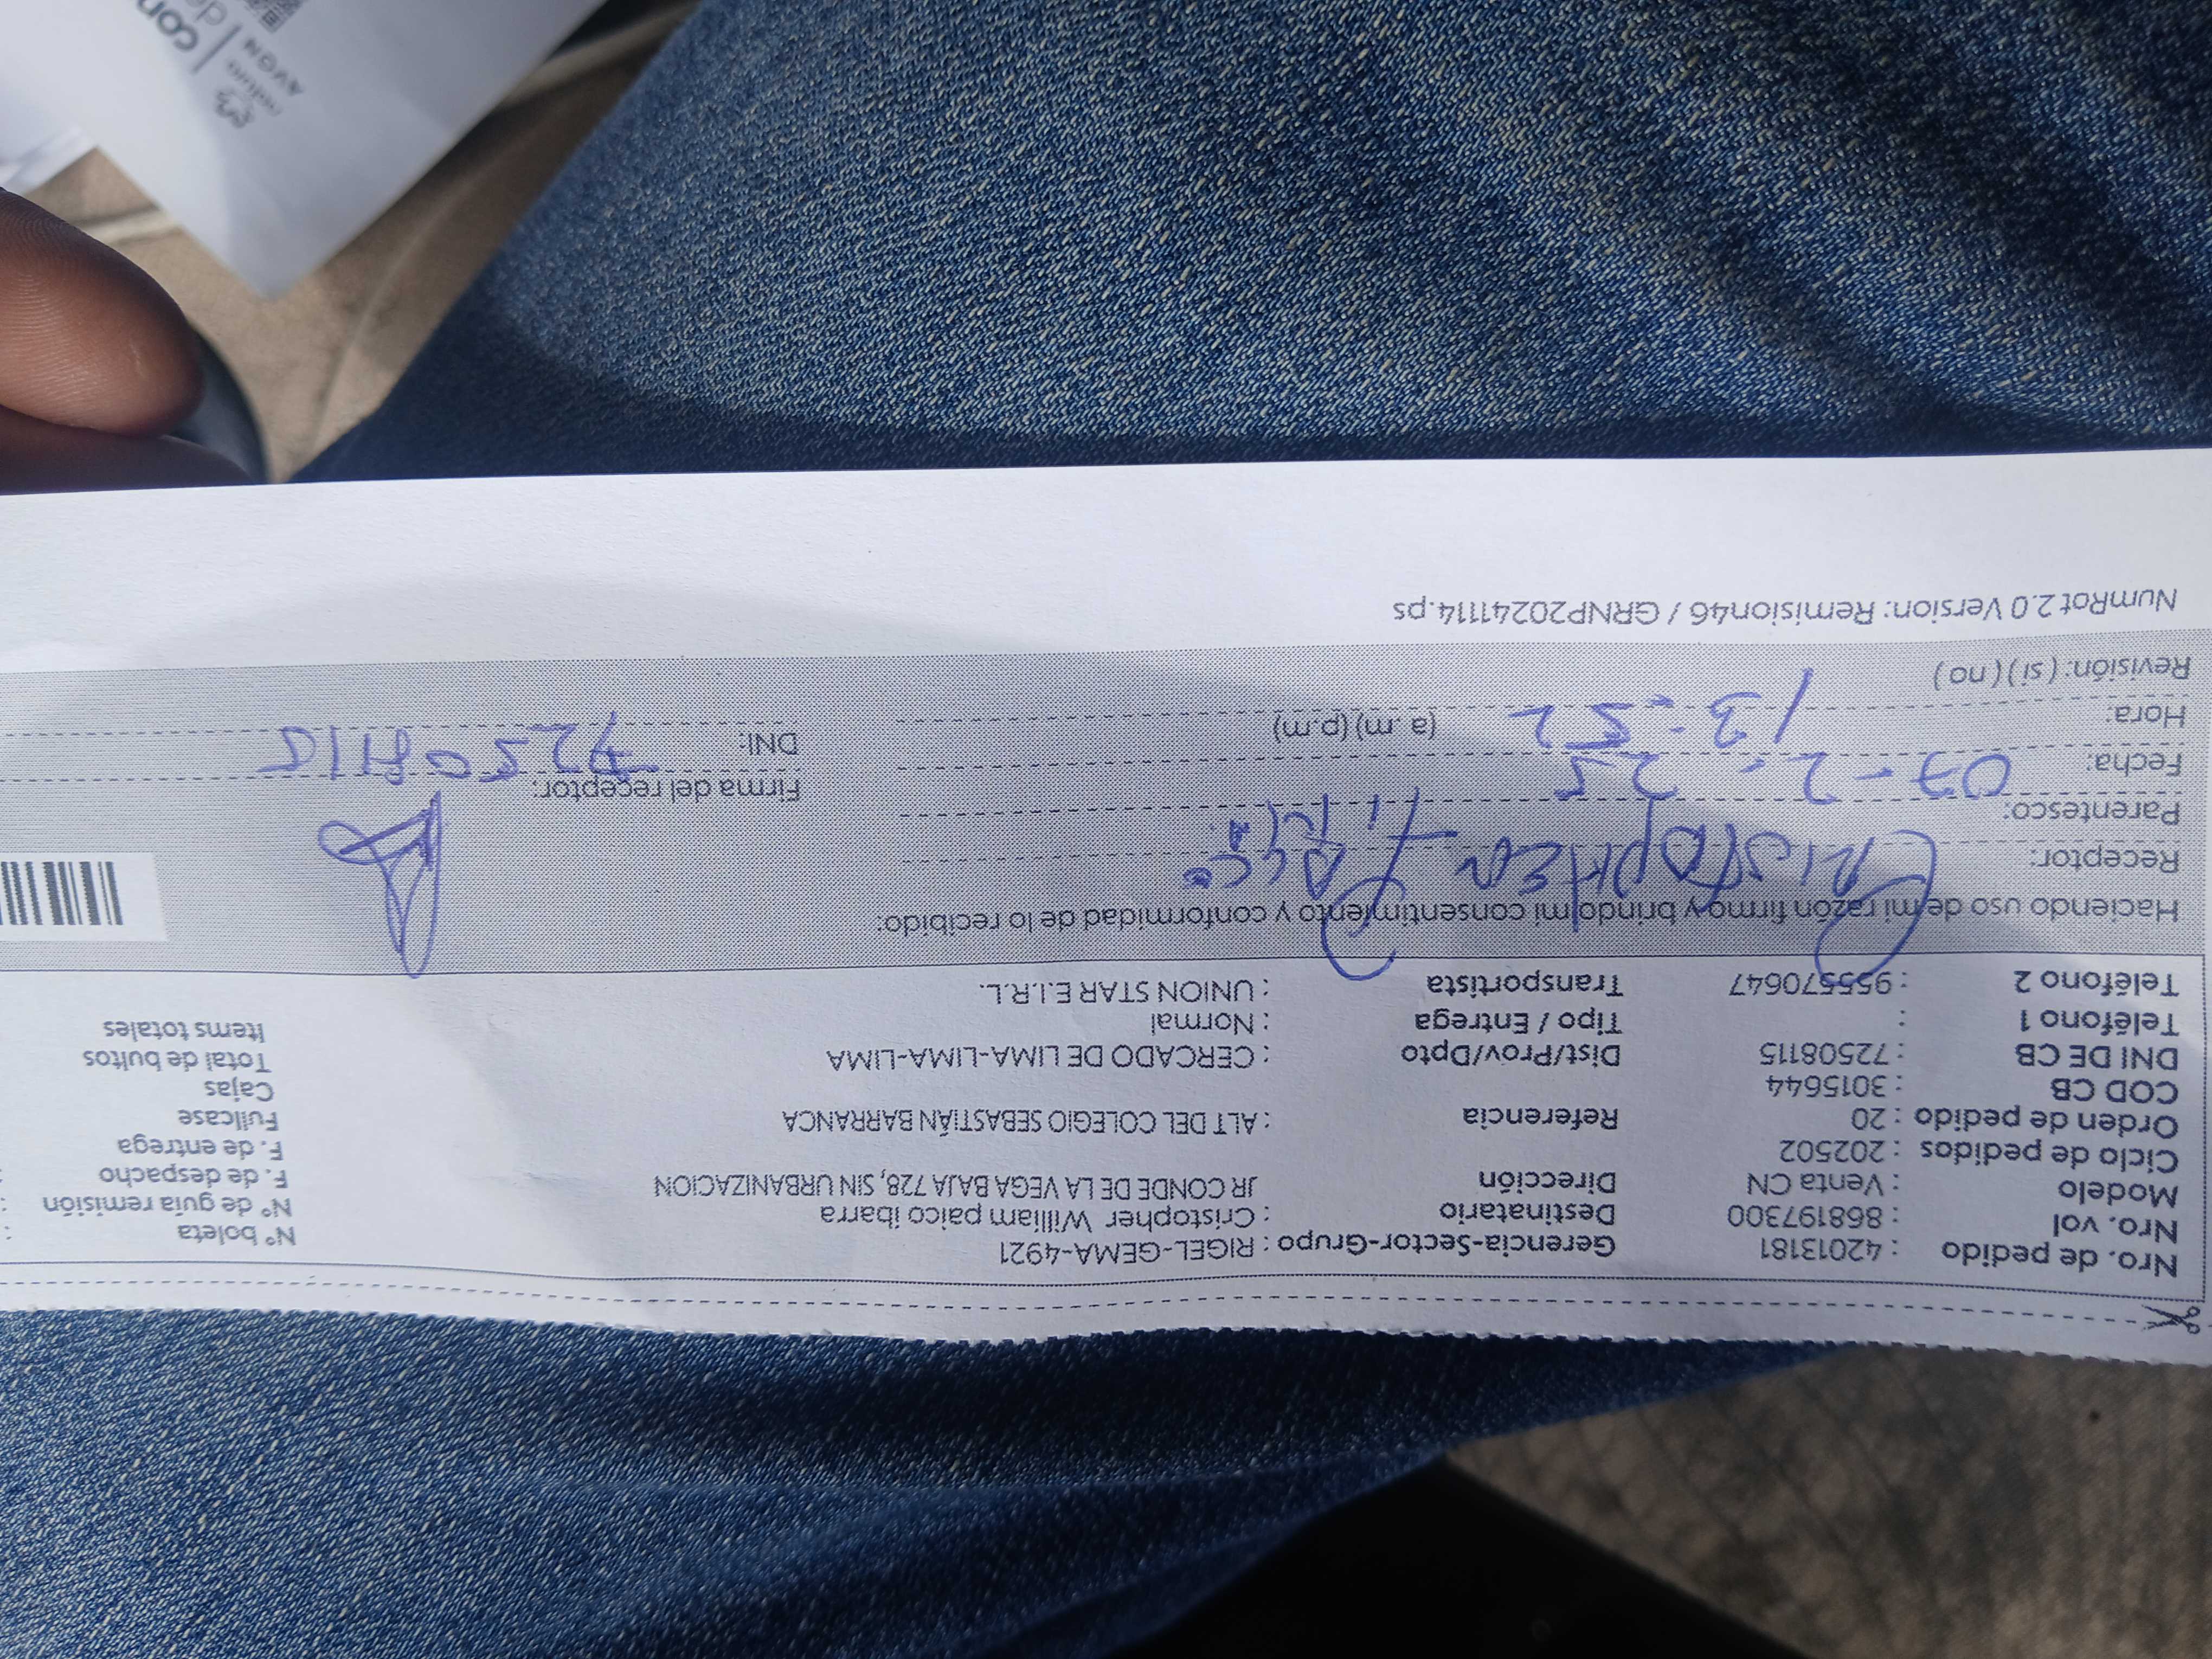 Nro. de pedido : 4201381 Gerencia-Sector-Grupo : RIGEL-GEMA-4921 N° boleta :
Nro. vol : 868197300 Destinatario : Cristopher William paico ibarra N° de guía remisión :
Modelo : Venta CN Dirección JR CONDE DE LA VEGA BAJA 728, SIN URBANIZACION F. de despacho :
Ciclo de pedidos : 202502 F. de entrega
Orden de pedido : 20 Referencia : ALT DEL COLEGIO SEBASTIÁN BARRANCA Fullcase
COD CB : 3015644 Cajas
DNI DE CB : 72508115 Dist/Prov/Dpto : CERCADO DE LIMA-LIMA-LIMA Total de bultos
Teléfono 1 : Tipo / Entrega : Normal Items totales
Teléfono 2 : 955570647 Transportista : UNION STAR E.I.R.L.
Haciendo uso de mi razón firmo y brindo mi consentimiento y conformidad de lo recibido:
Receptor: CRISTOPHER
Parentesco: Firma del receptor:
Fecha: 07-2-25 DNI: 72508115
Hora: 13:52 (a.m) (p.m)
Revisión: (si) (no)
NumRot 2.0 Version: Remision46 / GRNP20241114.ps
natura
AVON